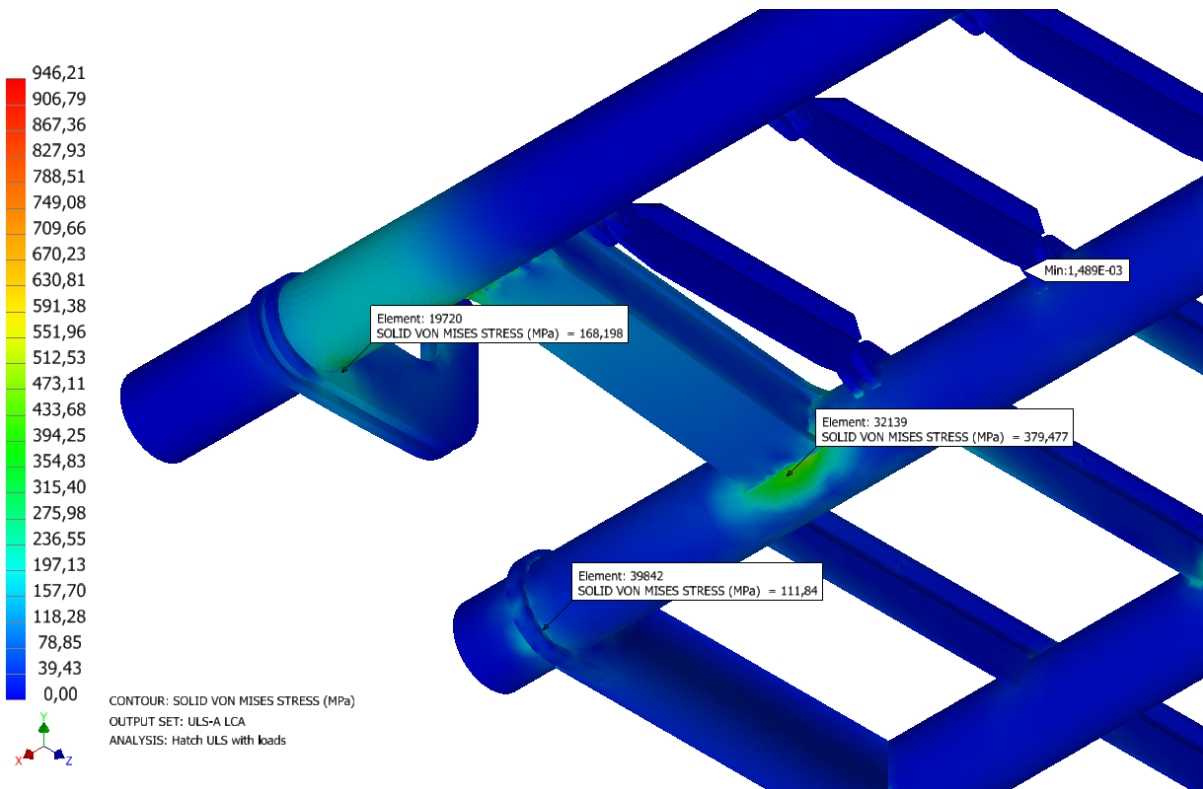 946,21
906,79
867,36
827,93
788,51
749,08
709,66
670,23
630,81
591,38
551,96
512,53
473,11
433,68
394,25
354,83
315,40
275,98
236,55
197,13
157,70
118,28
78,85
39,43
0,00
Min:1,489E-03
Element: 19720
SOLID VON MISES STRESS (MPa) = 168,198
Element: 32139
SOLID VON MISES STRESS (MPa) = 379,477
Element: 39842
SOLID VON MISES STRESS (MPa) = 111,84
CONTOUR: SOLID VON MISES STRESS (MPa)
OUTPUT SET: ULS-A LCA
ANALYSIS: Hatch ULS with loads
Y
X
Z